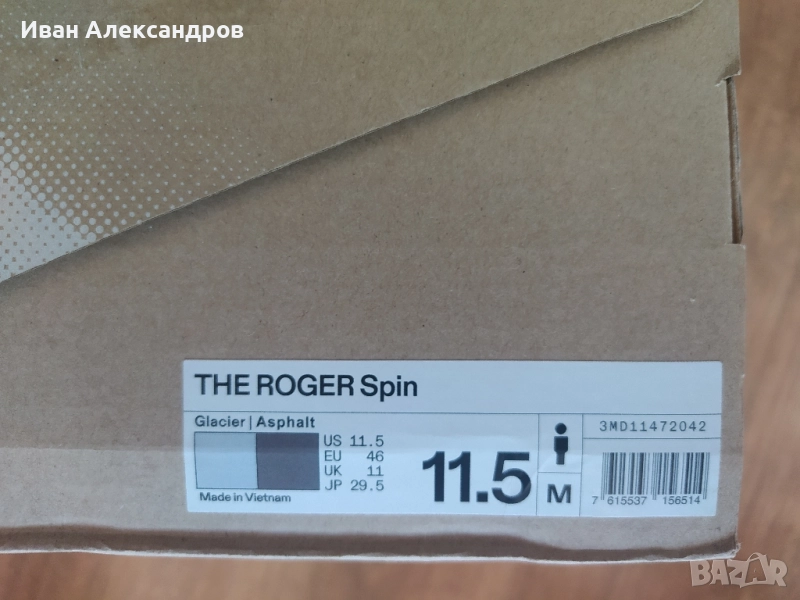 Иван Александров
THE ROGER Spin
Glacier | Asphalt
US 11.5
EU 46
UK 11
JP 29.5
Made in Vietnam
11.5
M
3MD11472042
7 615537 156514
BAZAR